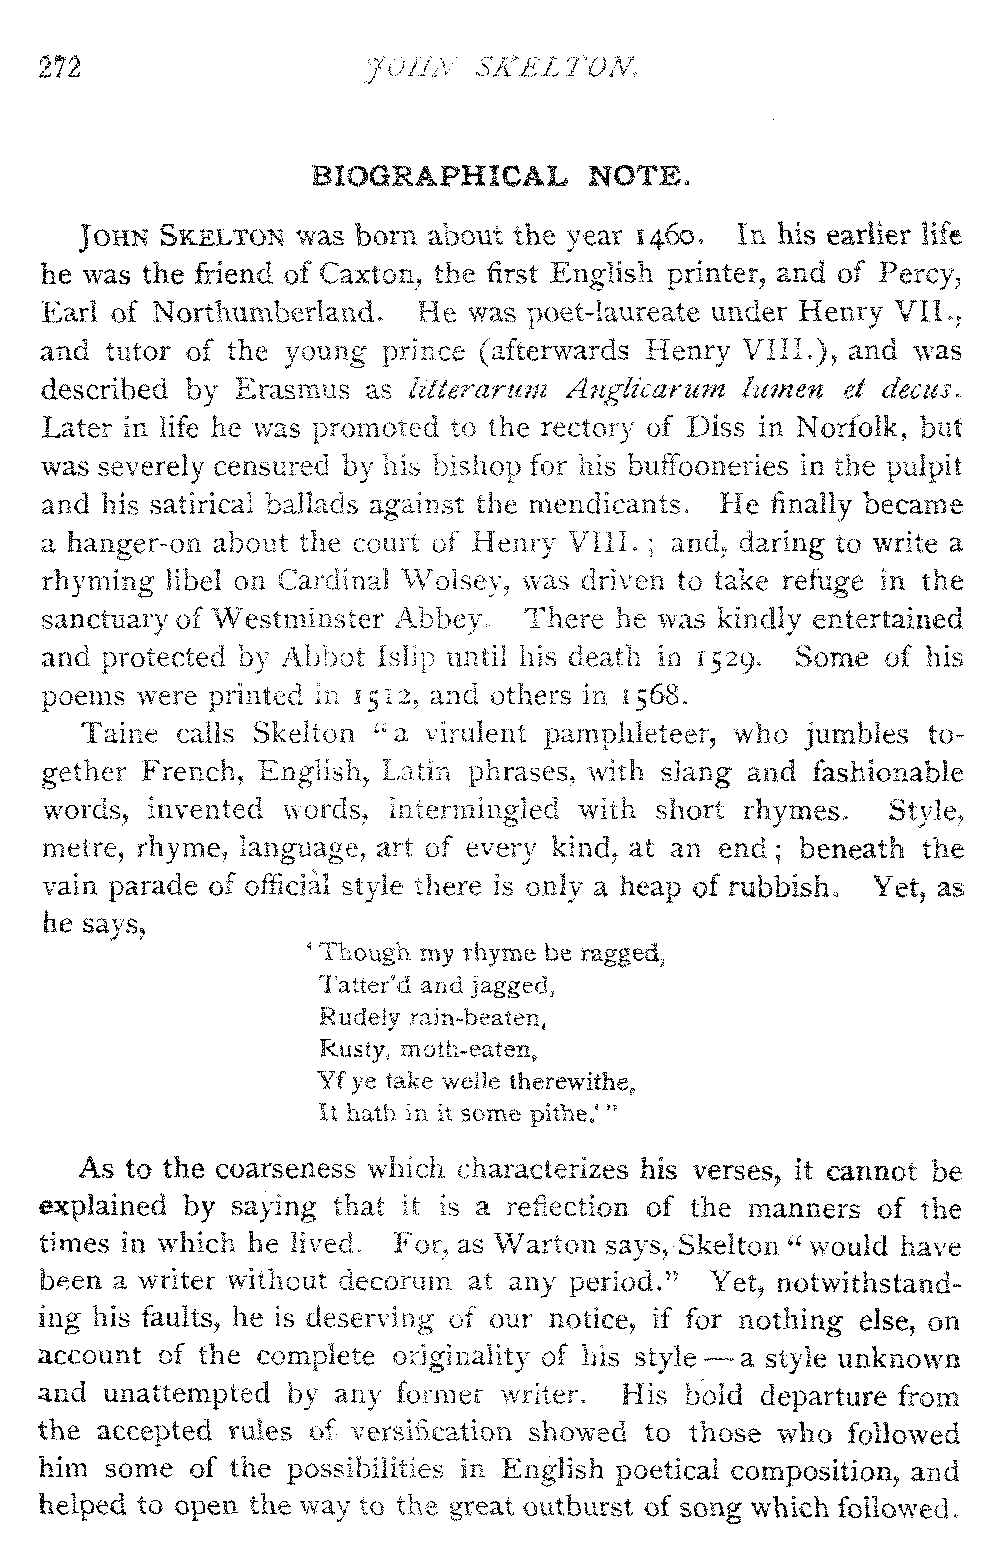 272 JOHN SKELTON.
BIOGRAPHICAL NOTE.
JOHN SKELTON was born about the year 1460. In his earlier life
he was the friend of Caxton, the first English printer, and of Percy,
Earl of Northumberland. He was poet-laureate under Henry VII.,
and tutor of the young prince (afterwards Henry VIII.), and was
described by Erasmus as litterarum Anglicarum lumen et decus.
Later in life he was promoted to the rectory of Diss in Norfolk, but
was severely censured by his bishop for his buffooneries in the pulpit
and his satirical ballads against the mendicants. He finally became
a hanger-on about the court of Henry VIII.; and, daring to write a
rhyming libel on Cardinal Wolsey, was driven to take refuge in the
sanctuary of Westminster Abbey. There he was kindly entertained
and protected by Abbot Islip until his death in 1529. Some of his
poems were printed in 1512, and others in 1568.
Taine calls Skelton "a virulent pamphleteer, who jumbles to-
gether French, English, Latin phrases, with slang and fashionable
words, invented words, intermingled with short rhymes. Style,
metre, rhyme, language, art of every kind, at an end; beneath the
vain parade of official style there is only a heap of rubbish. Yet, as
he says,
'Though my rhyme be ragged,
Tatter'd and jagged,
Rudely rain-beaten,
Rusty, moth-eaten,
Yf ye take welle therewithe,
It hath in it some pithe.'"
As to the coarseness which characterizes his verses, it cannot be
explained by saying that it is a reflection of the manners of the
times in which he lived. For, as Warton says, Skelton "would have
been a writer without decorum at any period." Yet, notwithstand-
ing his faults, he is deserving of our notice, if for nothing else, on
account of the complete originality of his style — a style unknown
and unattempted by any former writer. His bold departure from
the accepted rules of versification showed to those who followed
him some of the possibilities in English poetical composition, and
helped to open the way to the great outburst of song which followed.